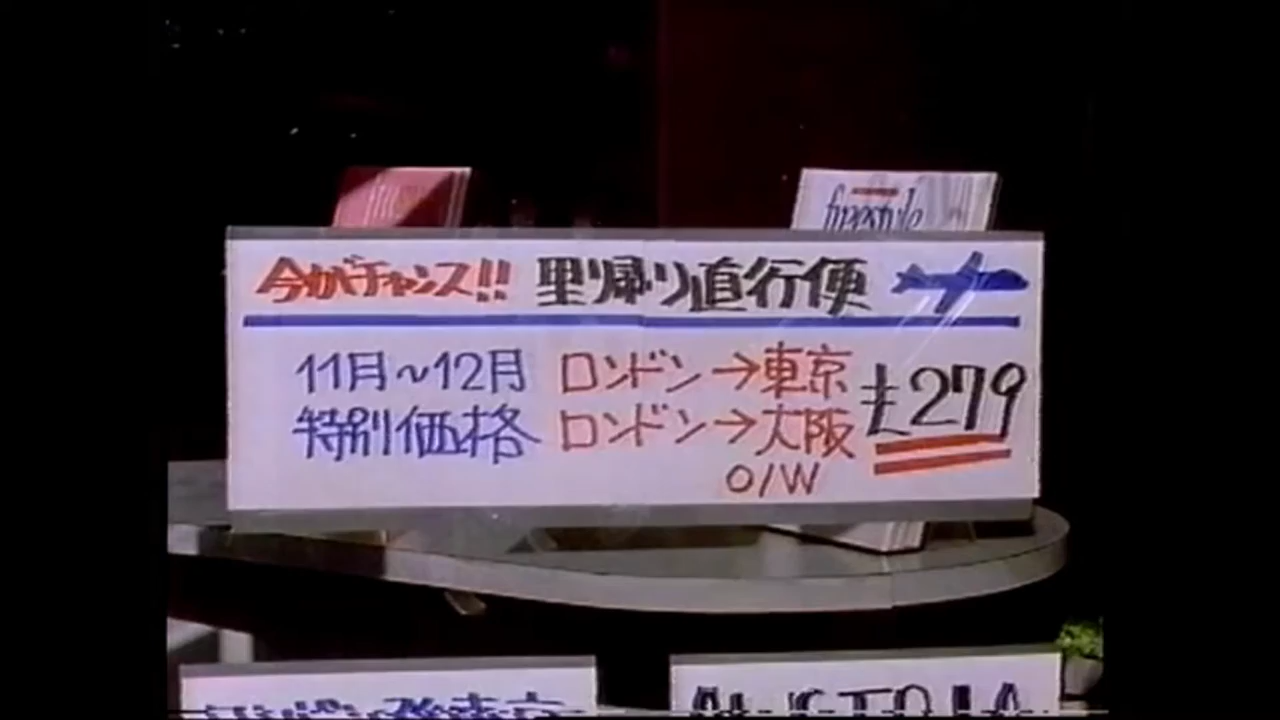 freestyle
今がチャンス!! 里帰り直行便
11月～12月 ロンドン→東京 £279
特別価格 ロンドン→大阪
O/W
AUSTRIA